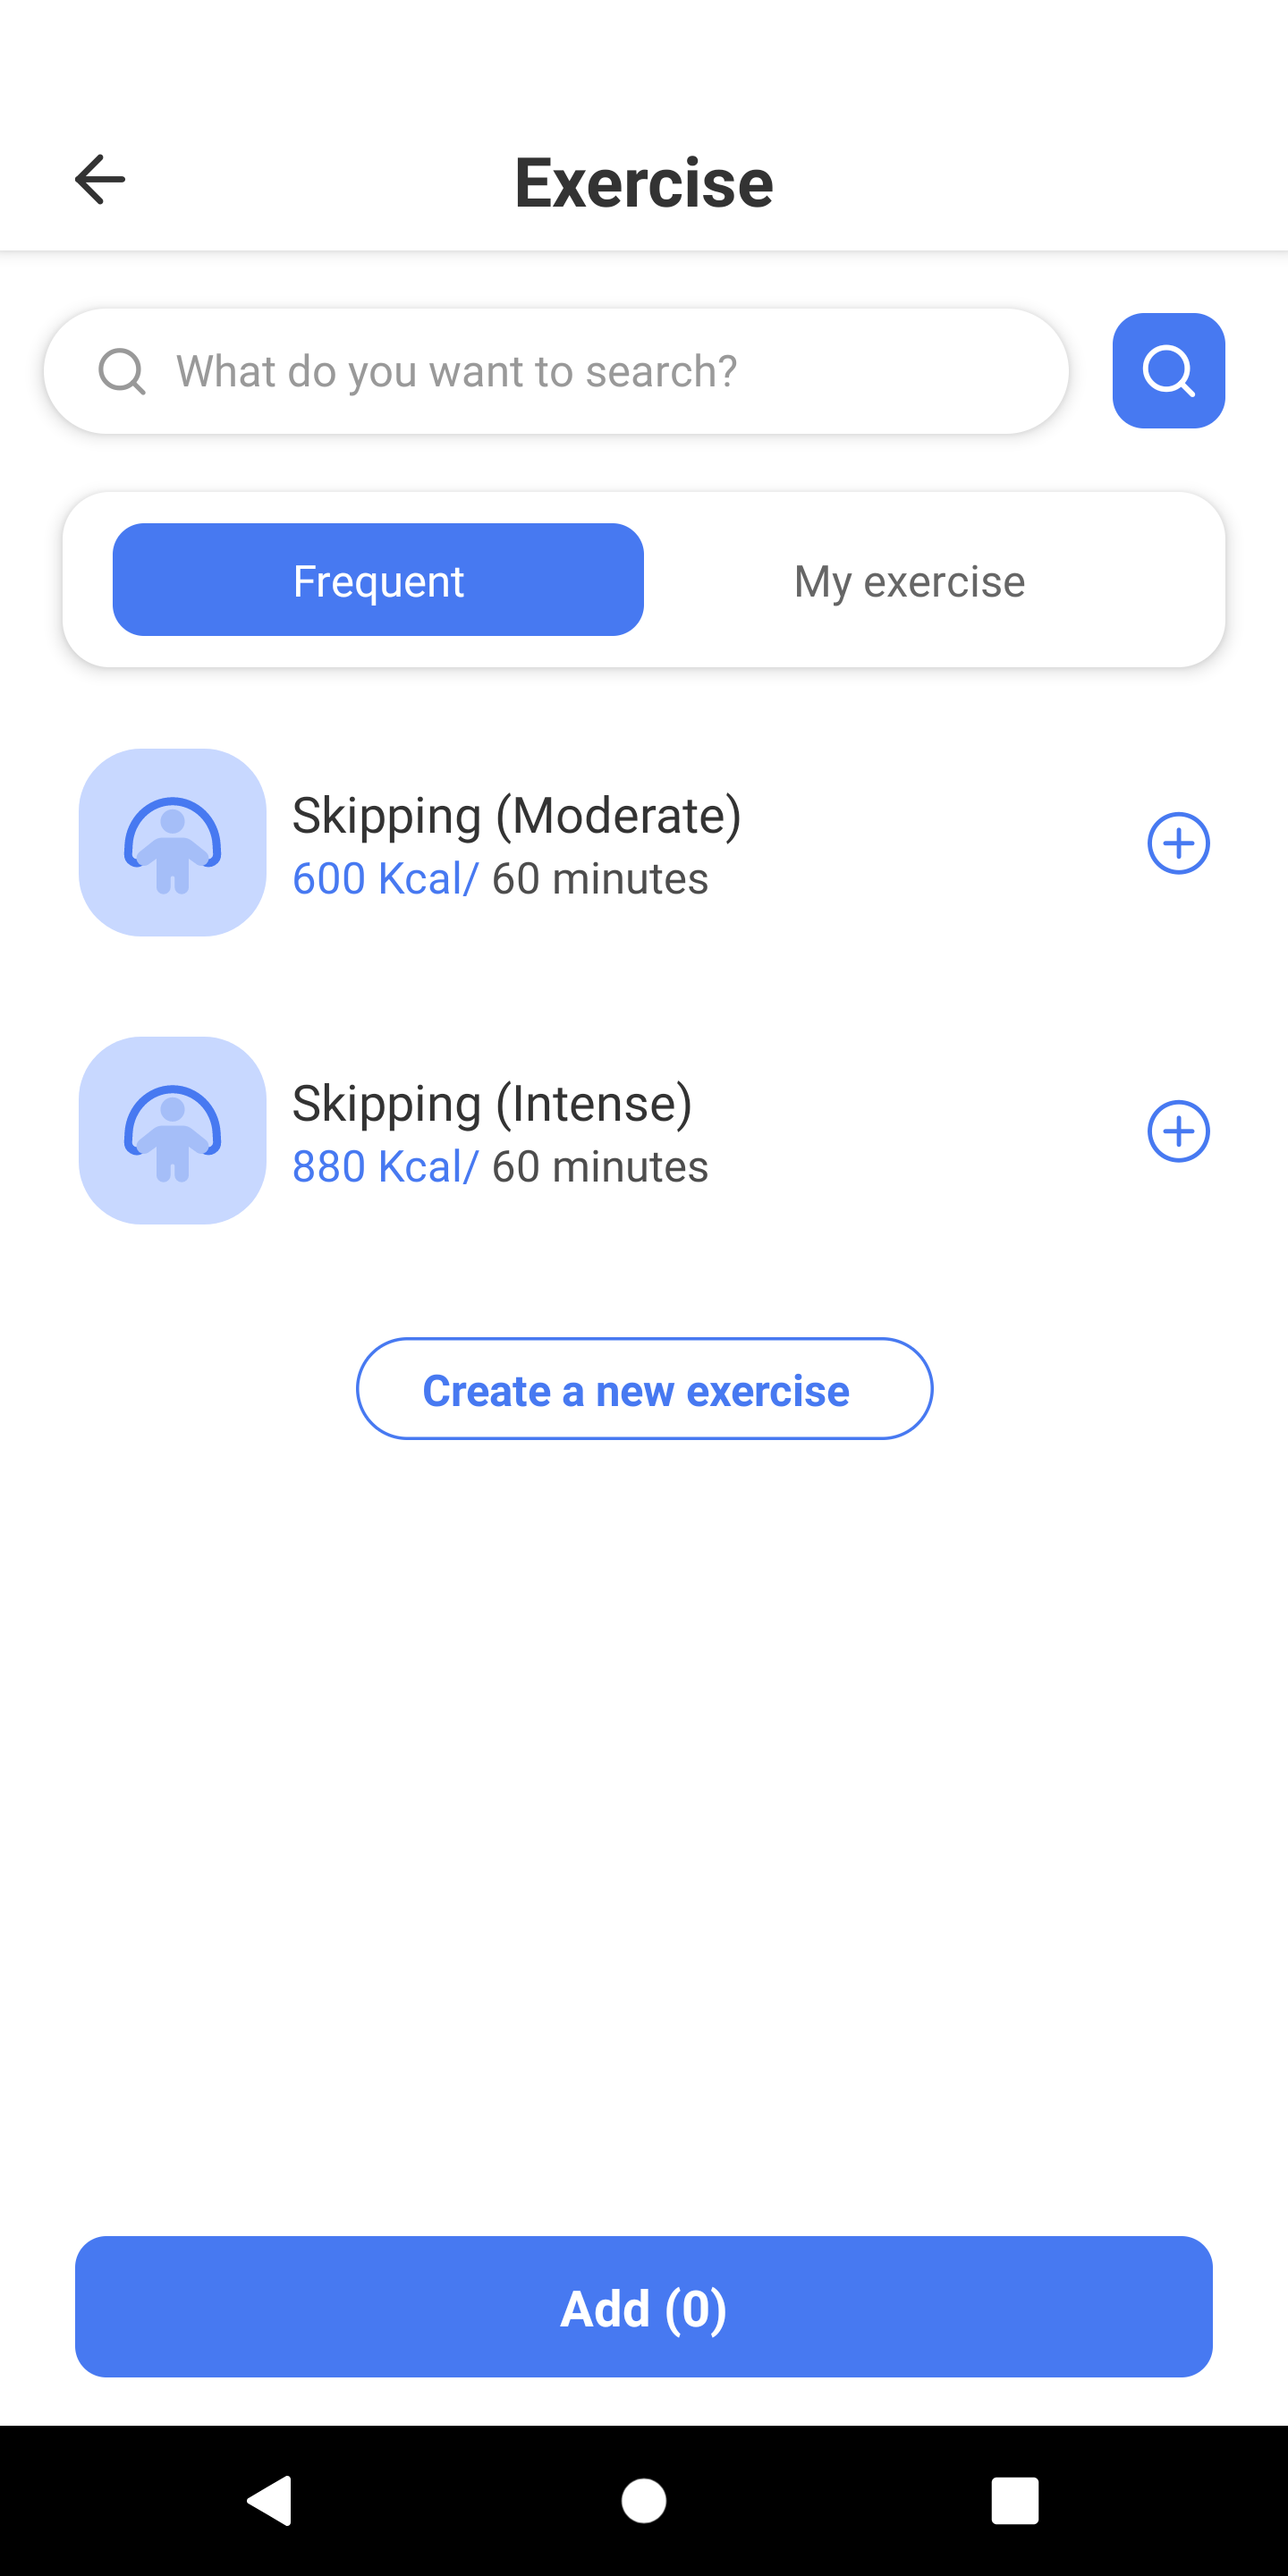 Exercise
What do you want to search?
Frequent
My exercise
Skipping (Moderate)
600 Kcal/ 60 minutes
Skipping (Intense)
880 Kcal/ 60 minutes
Create a new exercise
Add (0)